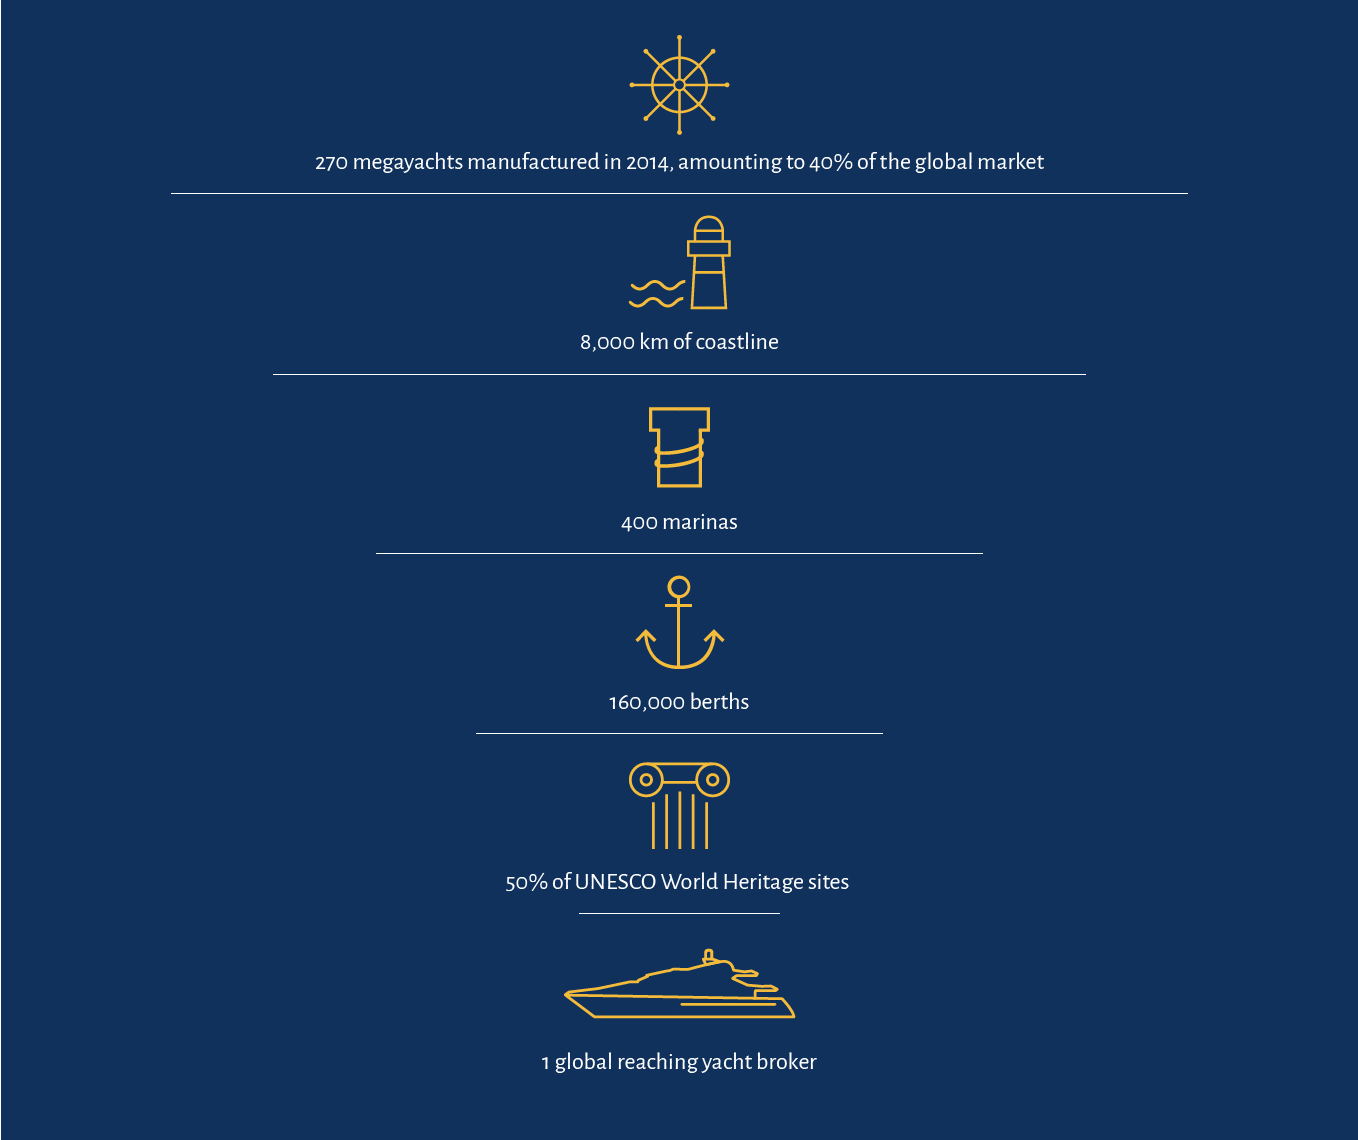 270 megayachts manufactured in 2014, amounting to 40% of the global market
8,000 km of coastline
400 marinas
160,000 berths
50% of UNESCO World Heritage sites
1 global reaching yacht broker